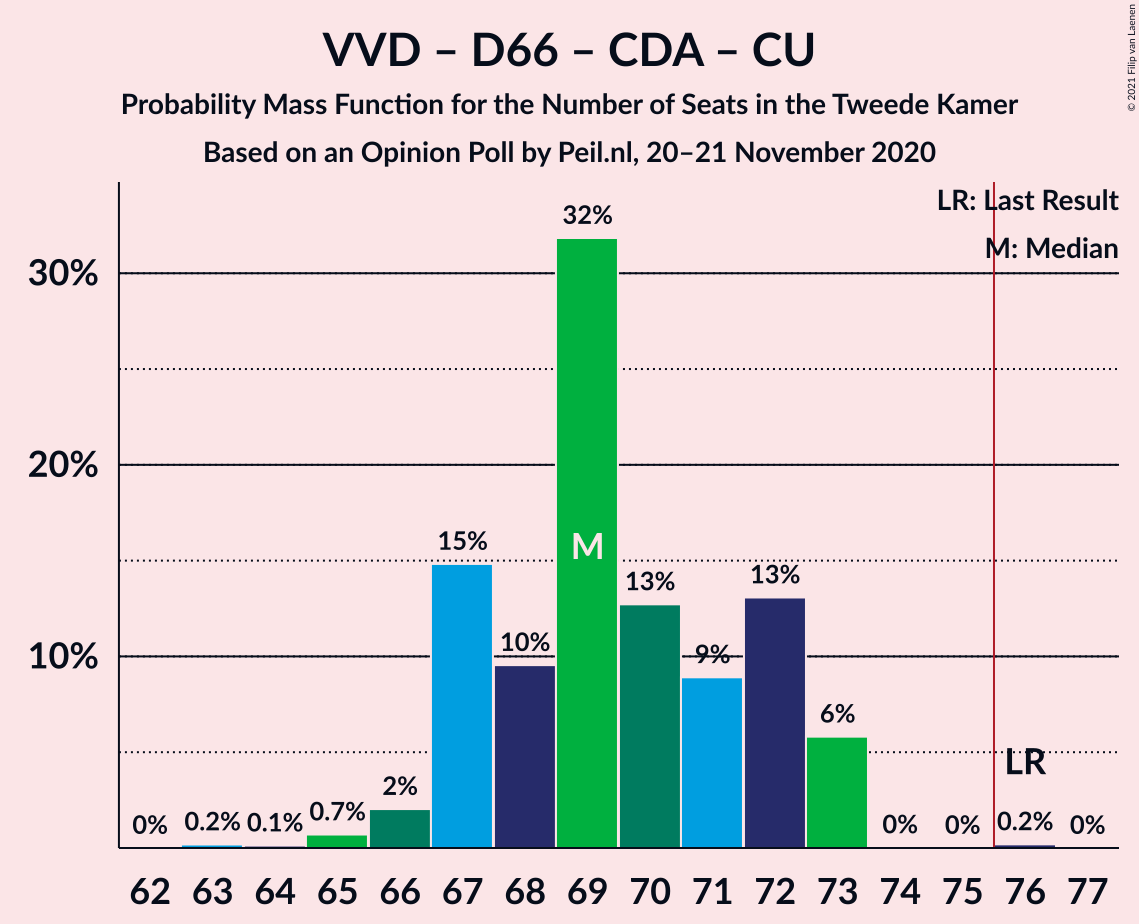 VVD – D66 – CDA – CU
Probability Mass Function for the Number of Seats in the Tweede Kamer
Based on an Opinion Poll by Peil.nl, 20–21 November 2020
© 2021 Filip van Laenen
LR: Last Result
M: Median
30%
20%
10%
0%
0.2%
0.1%
0.7%
2%
15%
10%
32%
13%
9%
13%
6%
0%
0%
0.2%
0%
M
LR
62 63 64 65 66 67 68 69 70 71 72 73 74 75 76 77